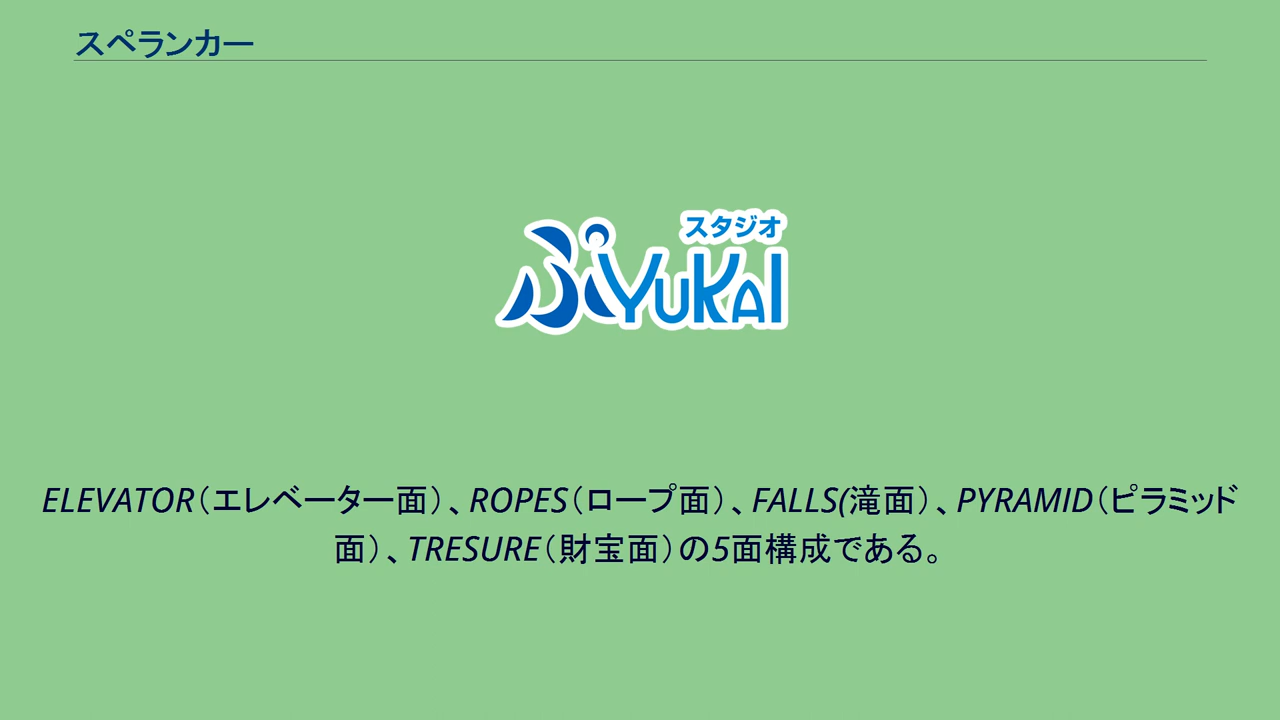 スペランカー
スタジオ
ぷYUKAI
ELEVATOR（エレベーター面）、ROPES（ロープ面）、FALLS(滝面）、PYRAMID（ピラミッド
面）、TRESURE（財宝面）の5面構成である。